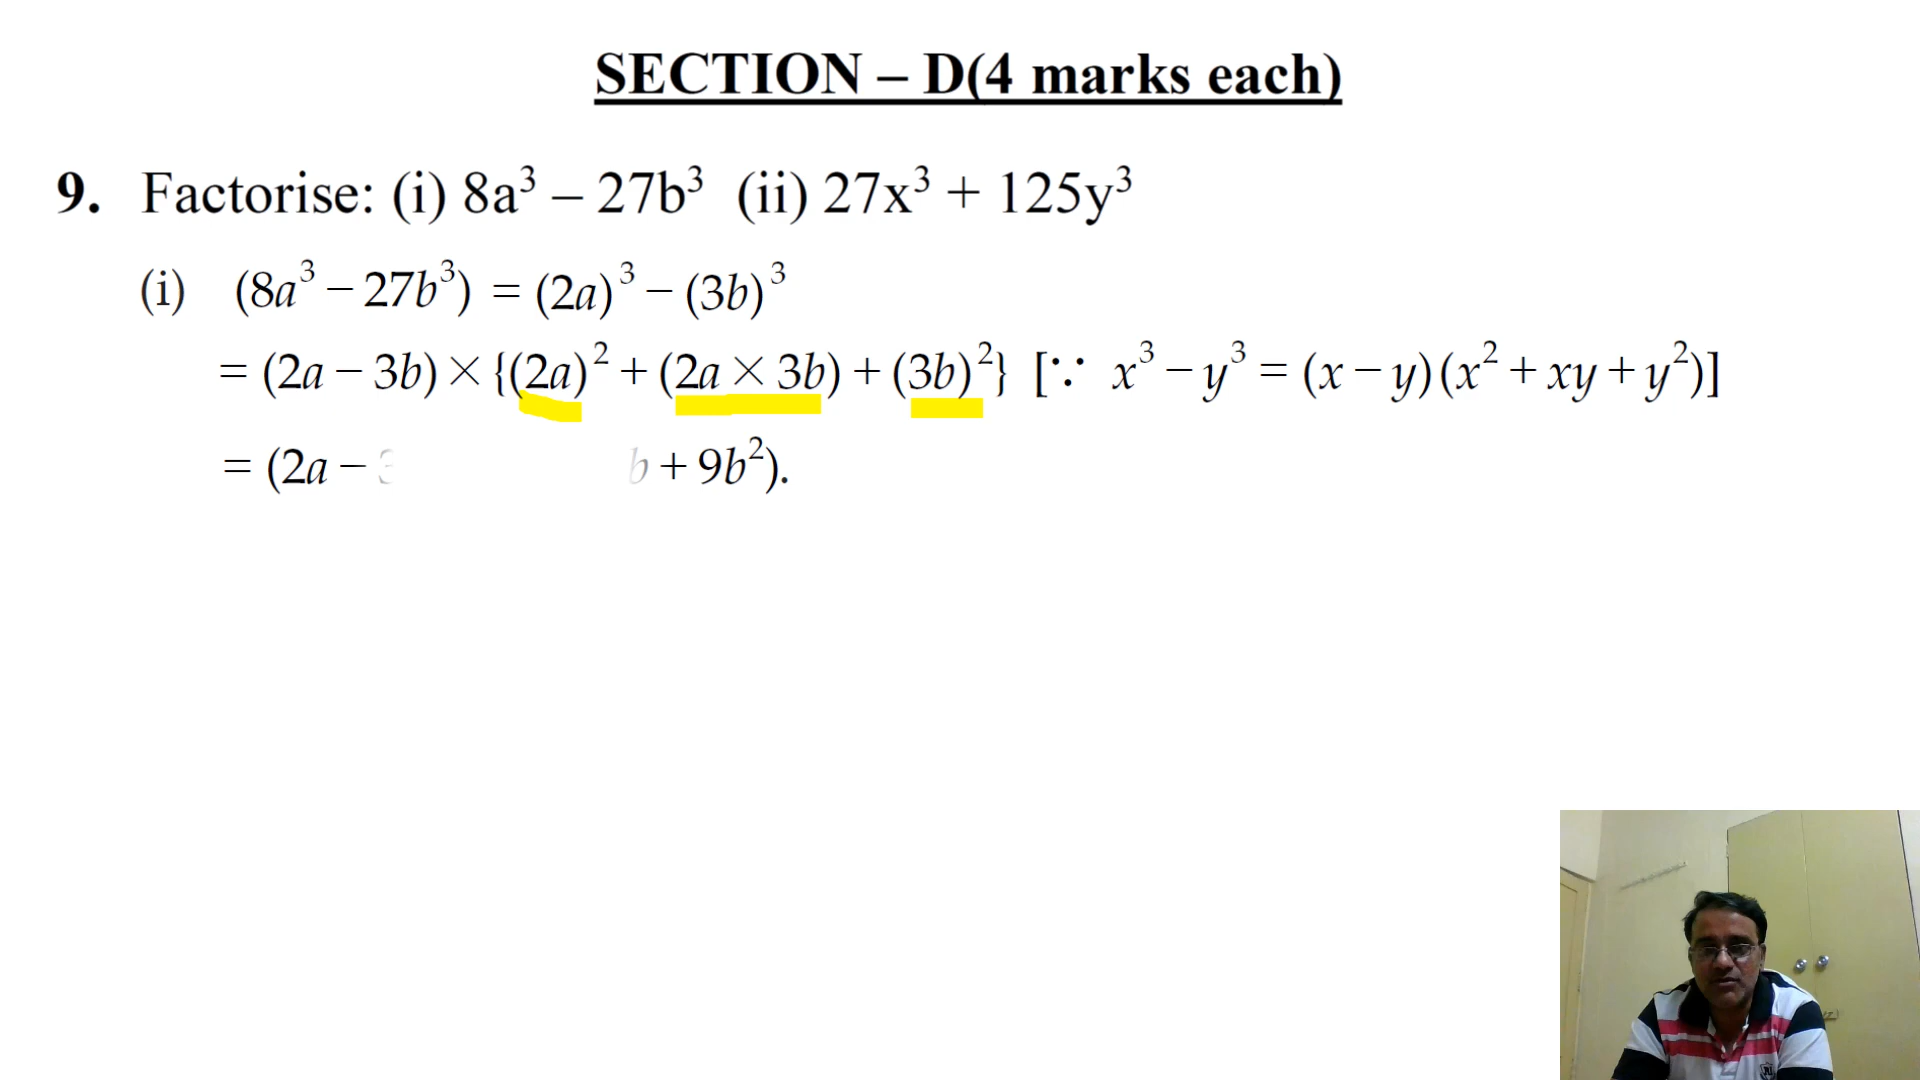 SECTION – D(4 marks each)
9. Factorise: (i) 8a³ – 27b³ (ii) 27x³ + 125y³
(i) (8a³ − 27b³) = (2a)³ − (3b)³
= (2a − 3b) × {(2a)² + (2a × 3b) + (3b)²} [∵ x³ − y³ = (x − y)(x² + xy + y²)]
= (2a − 3 b + 9b²).